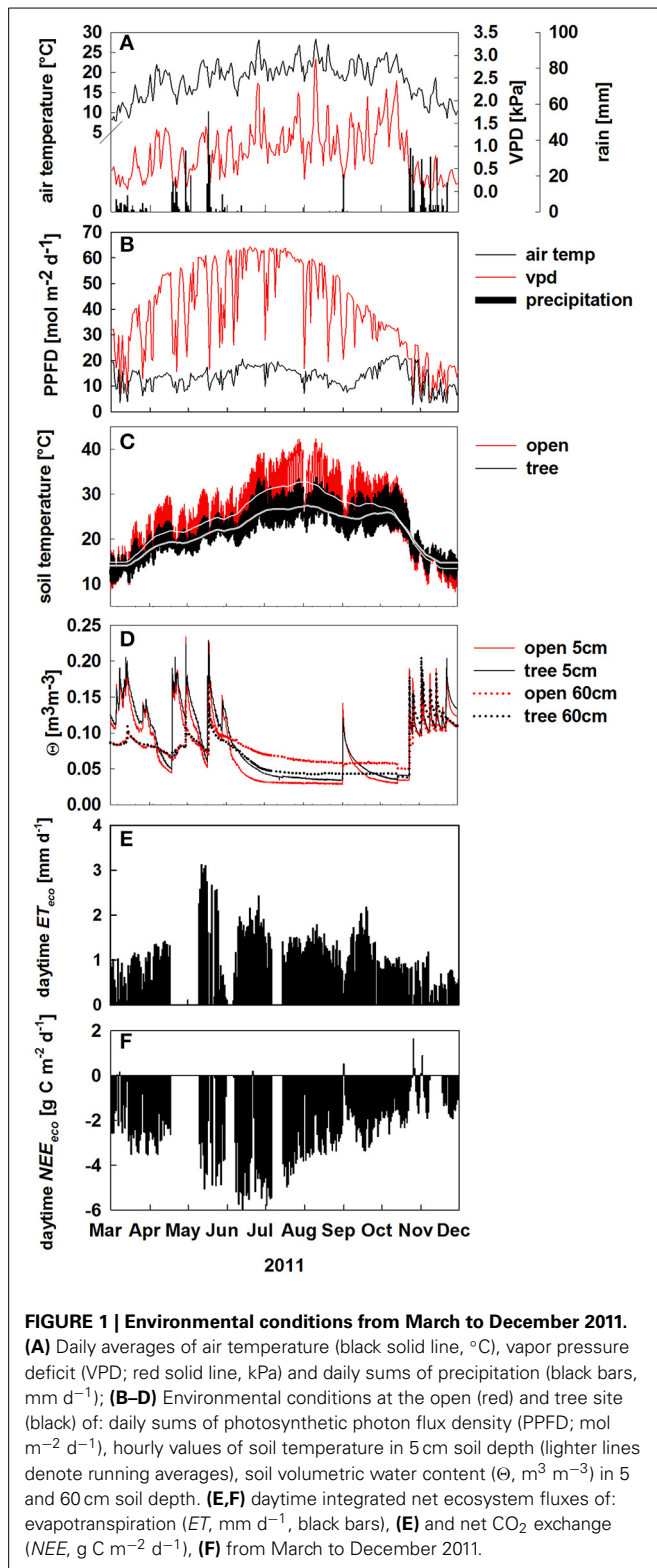 A
30
25
20
15
10
5
0
air temperature [°C]
3.5
3.0
2.5
2.0
1.5
1.0
0.5
0.0
VPD [kPa]
100
80
60
40
20
0
rain [mm]
B
70
60
50
40
30
20
10
0
PPFD [mol m-2 d-1]
air temp
vpd
precipitation
C
40
30
20
10
soil temperature [°C]
open
tree
D
0.25
0.20
0.15
0.10
0.05
0.00
Θ [m3m-3]
open 5cm
tree 5cm
open 60cm
tree 60cm
E
4
3
2
1
0
daytime ETeco [mm d-1]
F
2
0
-2
-4
-6
daytime NEEeco [g C m-2 d-1]
Mar Apr May Jun Jul Aug Sep Oct Nov Dec
2011
FIGURE 1 | Environmental conditions from March to December 2011.
(A) Daily averages of air temperature (black solid line, °C), vapor pressure
deficit (VPD; red solid line, kPa) and daily sums of precipitation (black bars,
mm d−1); (B–D) Environmental conditions at the open (red) and tree site
(black) of: daily sums of photosynthetic photon flux density (PPFD; mol
m−2 d−1), hourly values of soil temperature in 5 cm soil depth (lighter lines
denote running averages), soil volumetric water content (Θ, m3 m−3) in 5
and 60 cm soil depth. (E,F) daytime integrated net ecosystem fluxes of:
evapotranspiration (ET, mm d−1, black bars), (E) and net CO2 exchange
(NEE, g C m−2 d−1), (F) from March to December 2011.